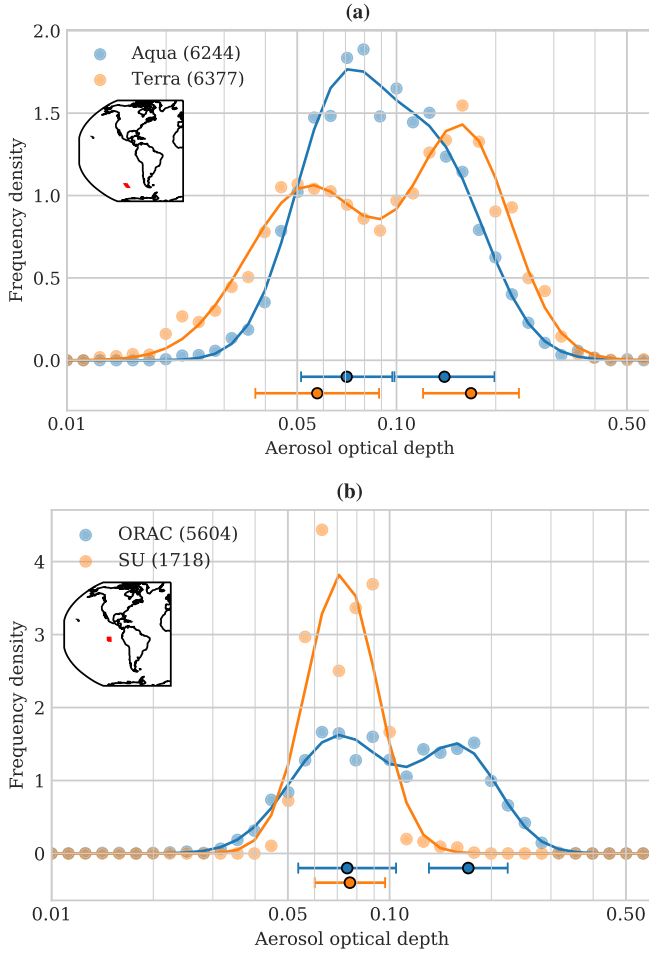 (a)
2.0
1.5
1.0
0.5
0.0
Frequency density
Aqua (6244)
Terra (6377)
0.01
0.05
0.10
0.50
Aerosol optical depth
(b)
4
3
2
1
0
Frequency density
ORAC (5604)
SU (1718)
0.01
0.05
0.10
0.50
Aerosol optical depth